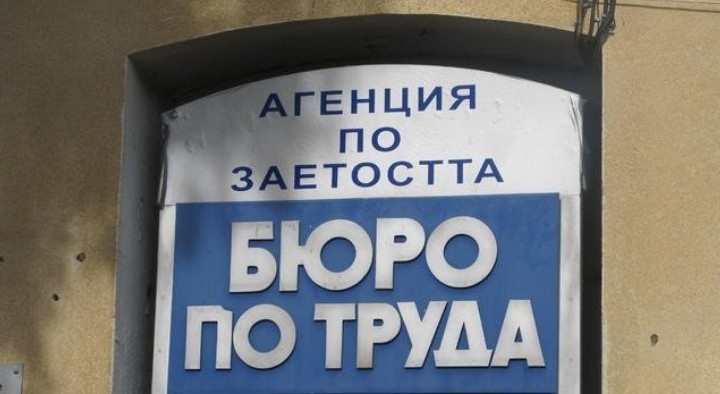 АГЕНЦИЯ
ПО
ЗАЕТОСТТА
БЮРО
ПО ТРУДА